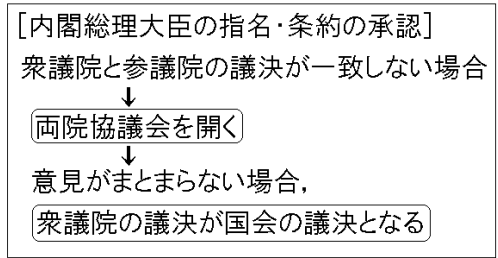 [内閣総理大臣の指名・条約の承認]
衆議院と参議院の議決が一致しない場合
↓
両院協議会を開く
↓
意見がまとまらない場合，
衆議院の議決が国会の議決となる